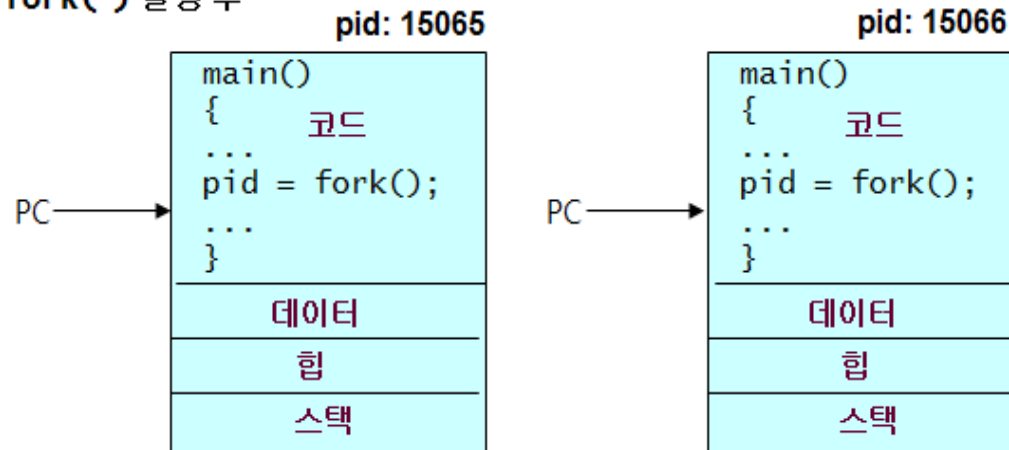 fork()
pid: 15065
main()
{
코드
...
pid = fork();
PC
...
}
데이터
힙
스택
pid: 15066
main()
{
코드
...
pid = fork();
PC
...
}
데이터
힙
스택